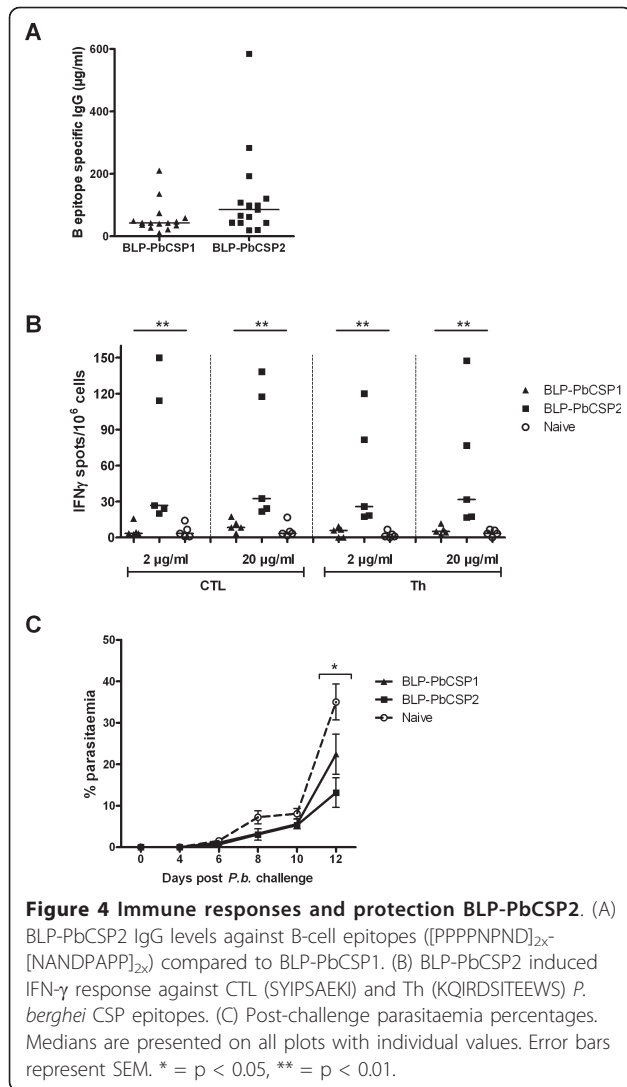 A
B epitope specific IgG (µg/ml)
600
400
200
0
BLP-PbCSP1 BLP-PbCSP2
B
** ** ** **
IFNγ spots/10⁶ cells
150
120
90
60
30
0
BLP-PbCSP1
BLP-PbCSP2
Naive
2 µg/ml 20 µg/ml 2 µg/ml 20 µg/ml
CTL Th
C
% parasitaemia
50
40
30
20
10
0
*
BLP-PbCSP1
BLP-PbCSP2
Naive
0 4 6 8 10 12
Days post P.b. challenge
Figure 4 Immune responses and protection BLP-PbCSP2. (A)
BLP-PbCSP2 IgG levels against B-cell epitopes ([PPPPNPND]2x-
[NANDPAPP]2x) compared to BLP-PbCSP1. (B) BLP-PbCSP2 induced
IFN-γ response against CTL (SYIPSAEKI) and Th (KQIRDSITEEWS) P.
berghei CSP epitopes. (C) Post-challenge parasitaemia percentages.
Medians are presented on all plots with individual values. Error bars
represent SEM. * = p < 0.05, ** = p < 0.01.